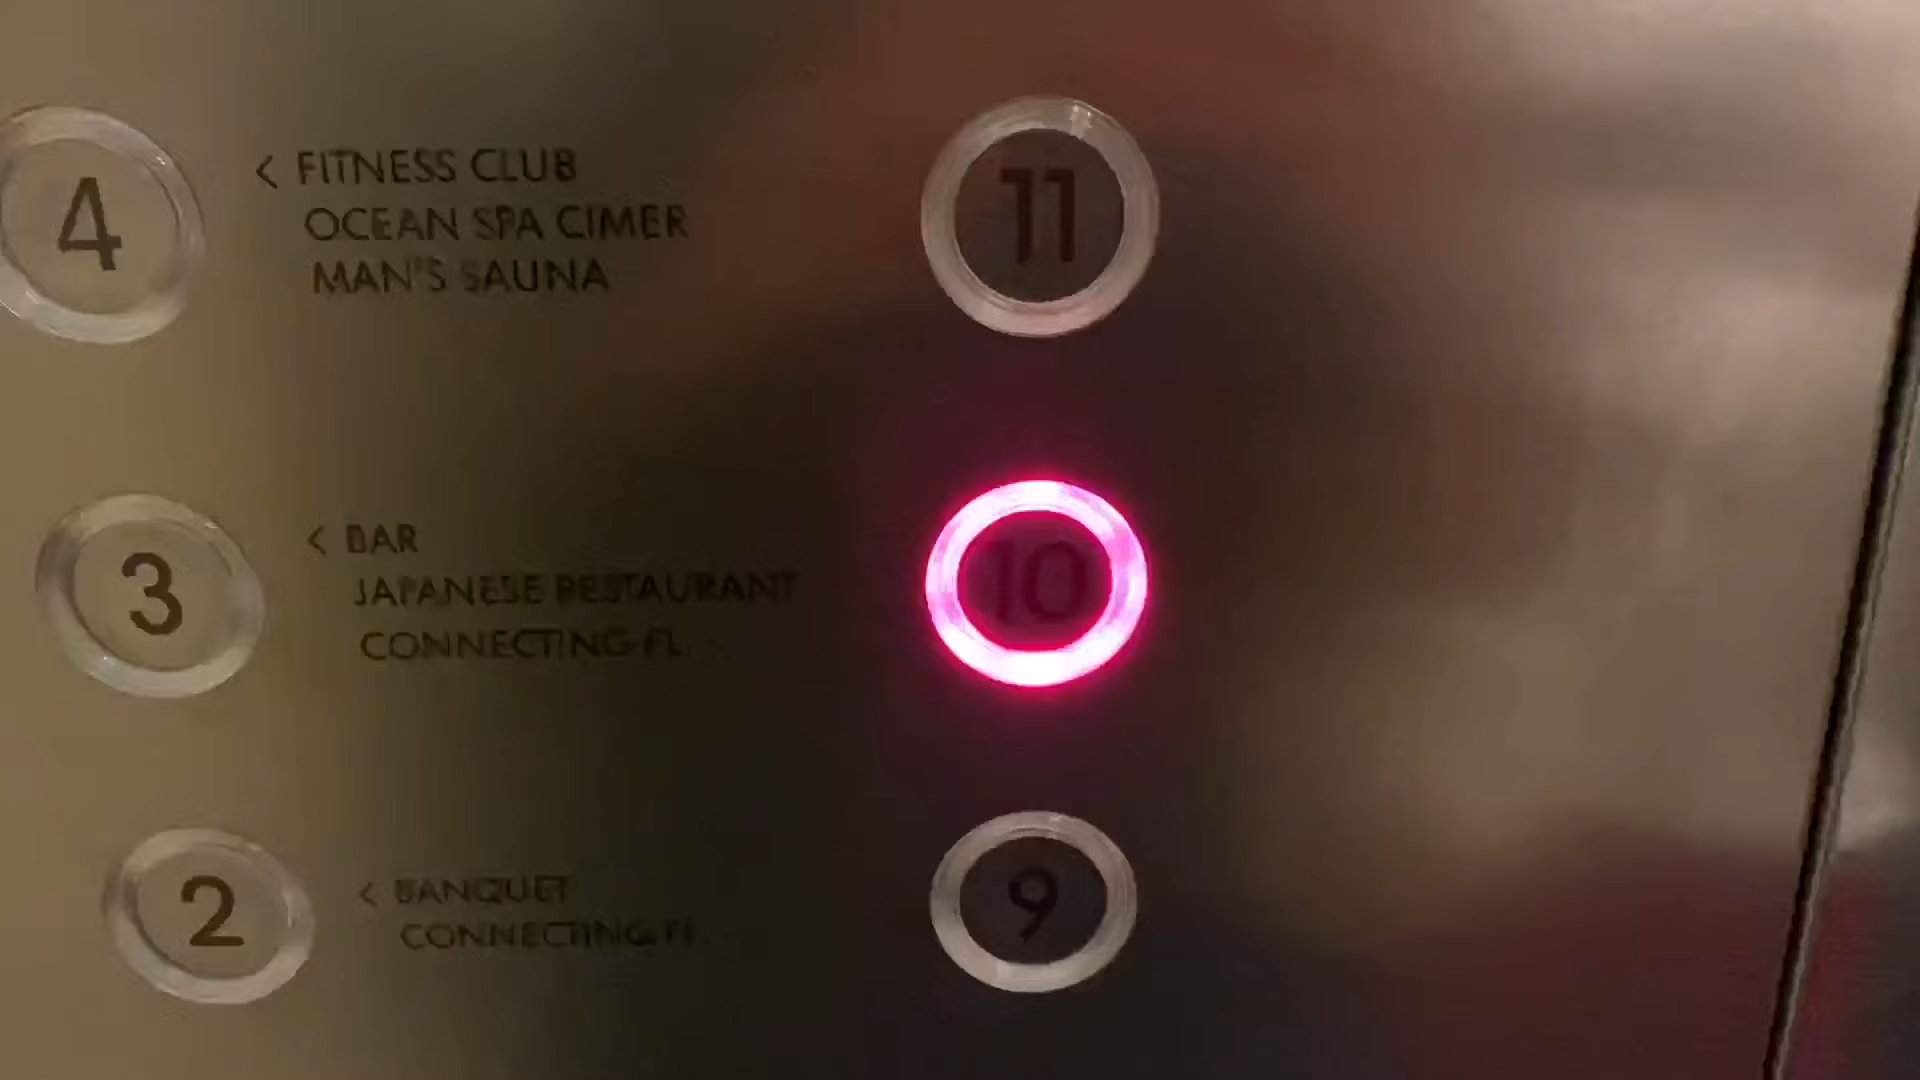 4
< FITNESS CLUB
OCEAN SPA CIMER
MAN'S SAUNA
11
3
< BAR
JAPANESE RESTAURANT
CONNECTING FL.
10
2
< BANQUET
CONNECTING FL.
9